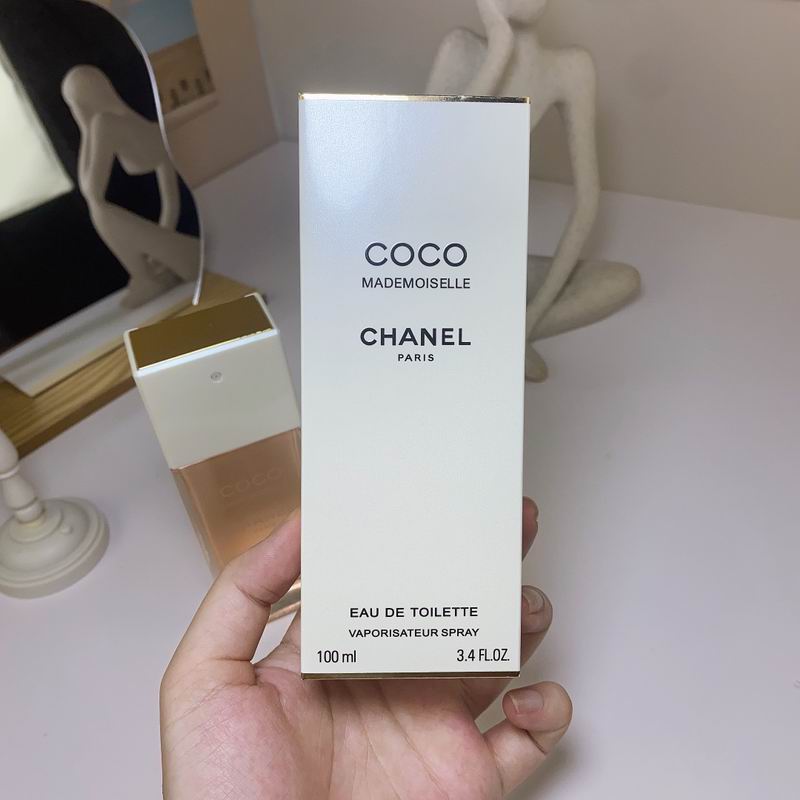 COCO
MADEMOISELLE
CHANEL
PARIS
EAU DE TOILETTE
VAPORISATEUR SPRAY
100 ml 3.4 FL.OZ.
COCO